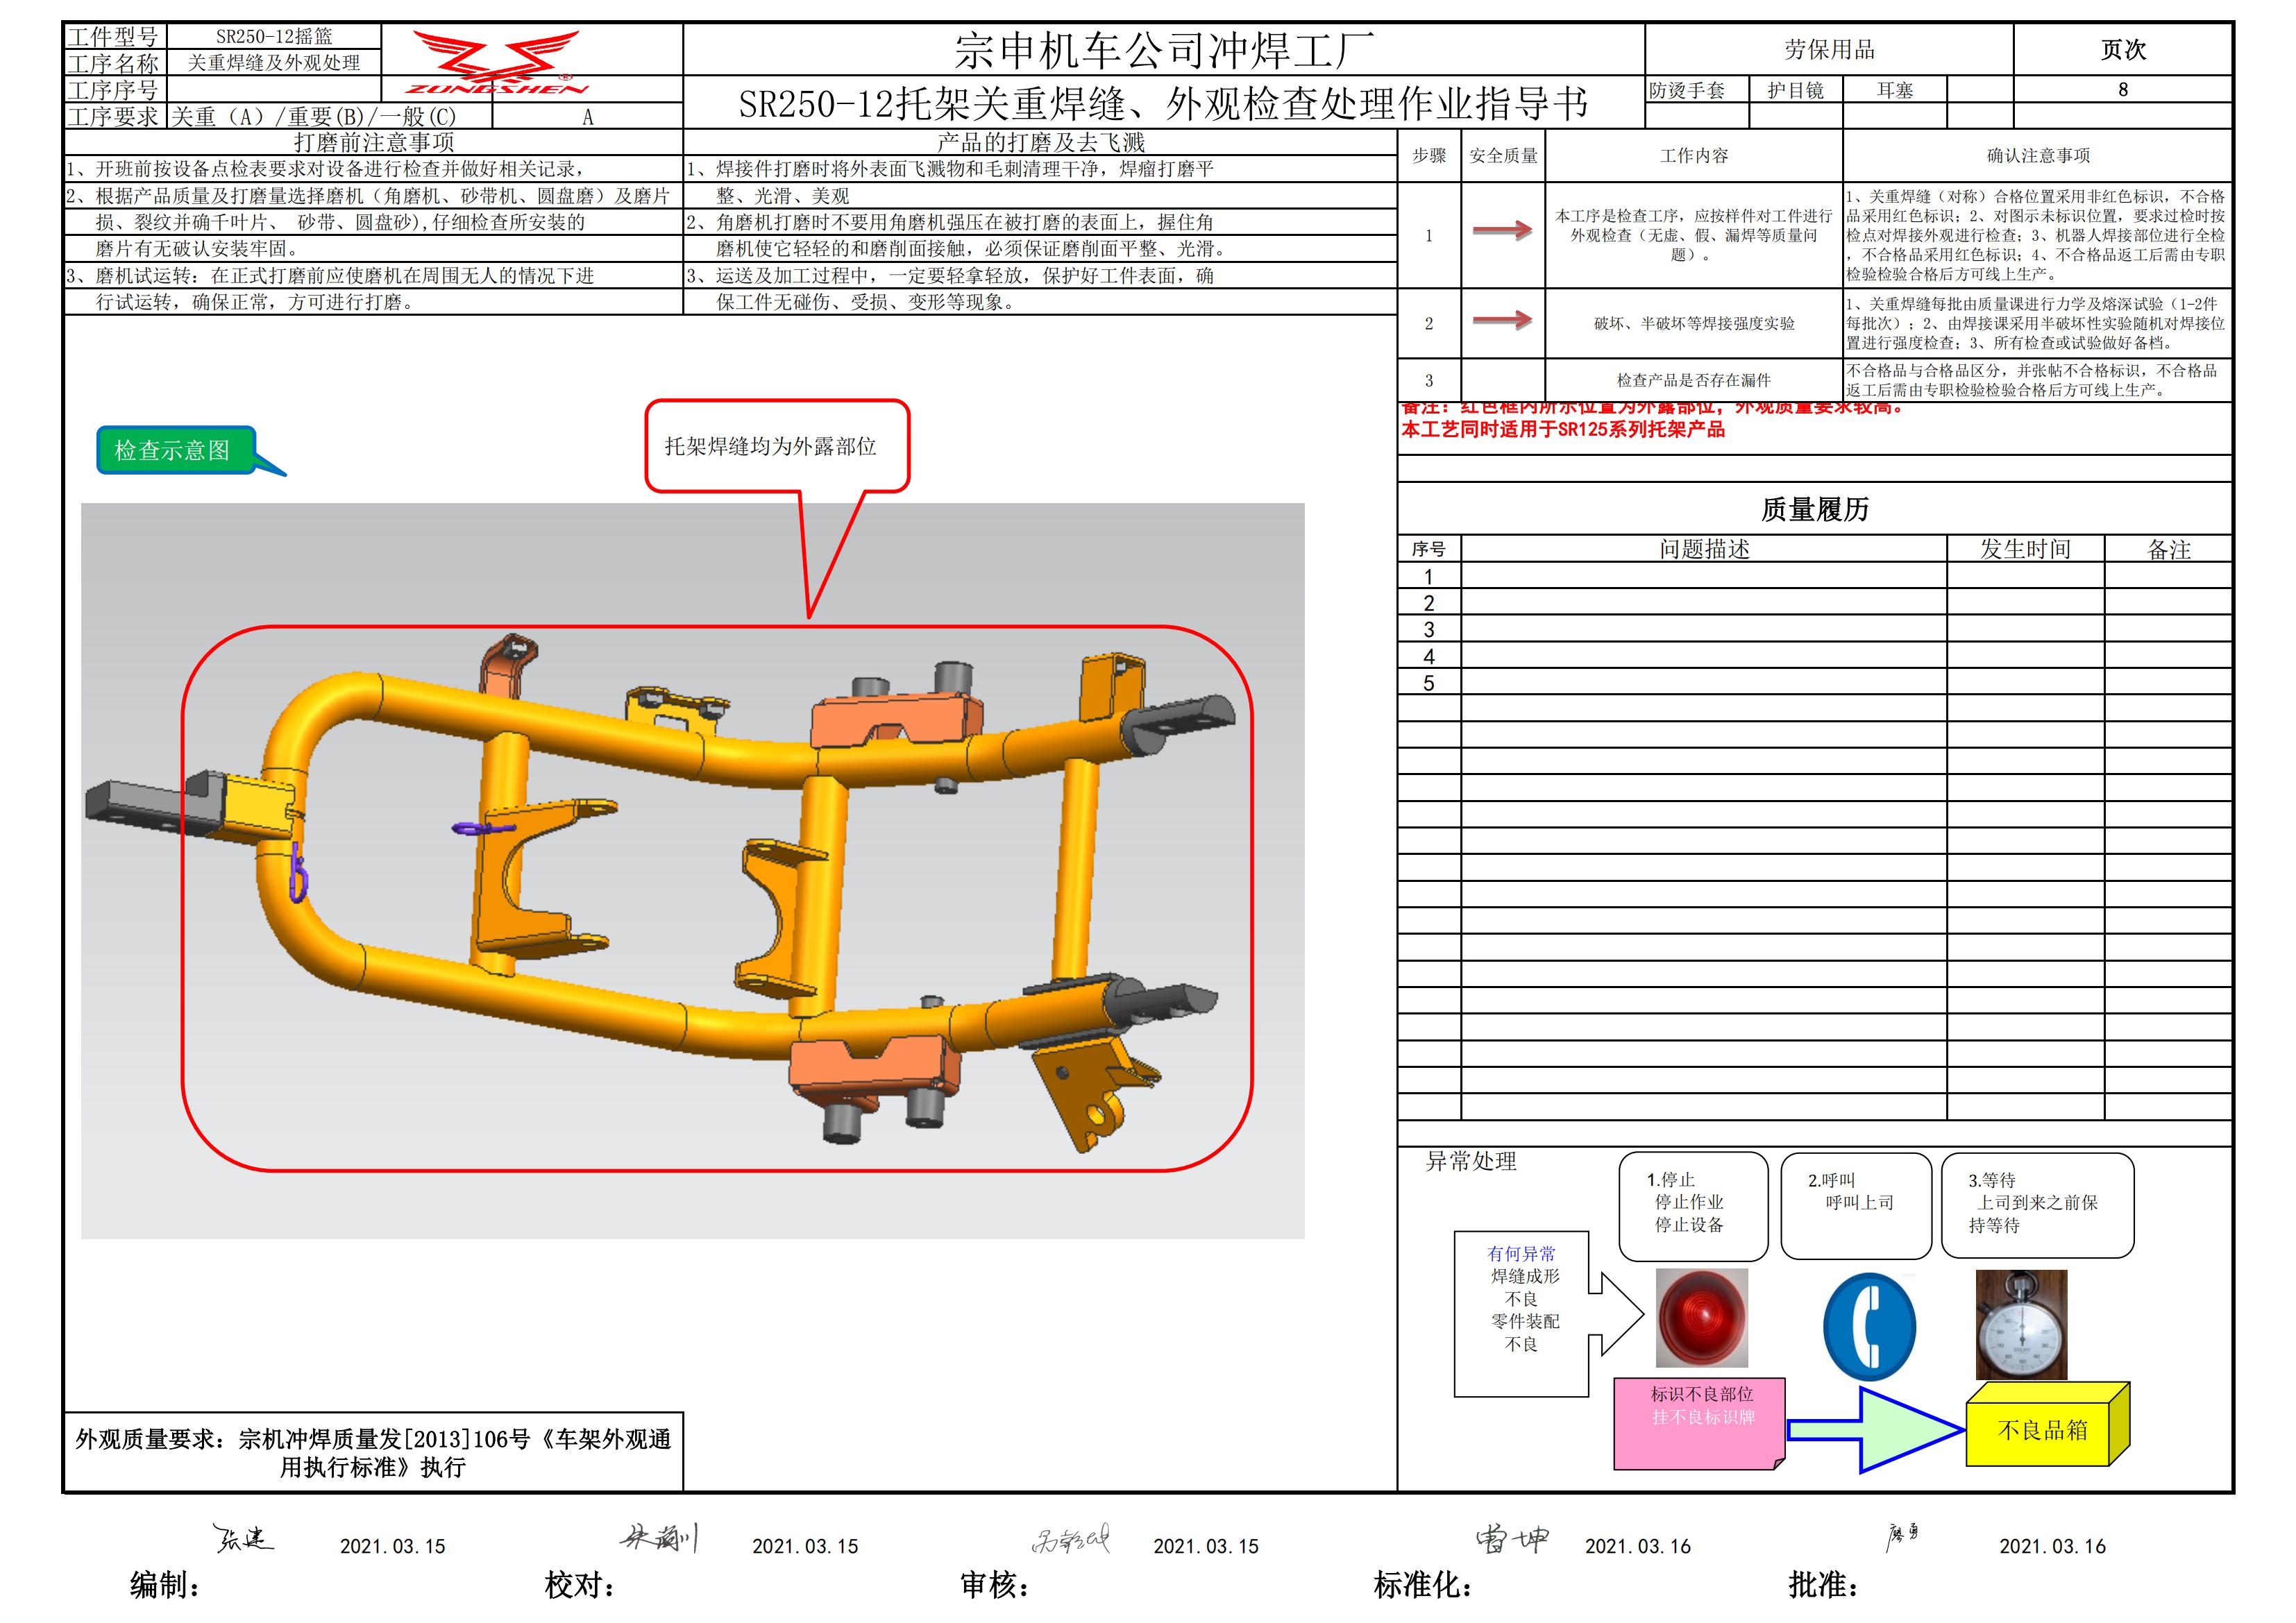 工件型号
SR250-12摇篮
工序名称
关重焊缝及外观处理
工序序号
工序要求
关重（A）/重要(B)/一般(C)
A
ZUNGSHEN
®
宗申机车公司冲焊工厂
SR250-12托架关重焊缝、外观检查处理作业指导书
劳保用品
页次
防烫手套
护目镜
耳塞
8
打磨前注意事项
1、开班前按设备点检表要求对设备进行检查并做好相关记录，
2、根据产品质量及打磨量选择磨机（角磨机、砂带机、圆盘磨）及磨片
损、裂纹并确千叶片、 砂带、圆盘砂),仔细检查所安装的
磨片有无破认安装牢固。
3、磨机试运转：在正式打磨前应使磨机在周围无人的情况下进
行试运转，确保正常，方可进行打磨。
产品的打磨及去飞溅
1、焊接件打磨时将外表面飞溅物和毛刺清理干净，焊瘤打磨平
整、光滑、美观
2、角磨机打磨时不要用角磨机强压在被打磨的表面上，握住角
磨机使它轻轻的和磨削面接触，必须保证磨削面平整、光滑。
3、运送及加工过程中，一定要轻拿轻放，保护好工件表面，确
保工件无碰伤、受损、变形等现象。
步骤
安全质量
工作内容
确认注意事项
1
本工序是检查工序，应按样件对工件进行
外观检查（无虚、假、漏焊等质量问
题）。
1、关重焊缝（对称）合格位置采用非红色标识，不合格
品采用红色标识；2、对图示未标识位置，要求过检时按
检点对焊接外观进行检查；3、机器人焊接部位进行全检
，不合格品采用红色标识；4、不合格品返工后需由专职
检验检验合格后方可线上生产。
2
破坏、半破坏等焊接强度实验
1、关重焊缝每批由质量课进行力学及熔深试验（1-2件
每批次）；2、由焊接课采用半破坏性实验随机对焊接位
置进行强度检查；3、所有检查或试验做好备档。
3
检查产品是否存在漏件
不合格品与合格品区分，并张帖不合格标识，不合格品
返工后需由专职检验检验合格后方可线上生产。
备注：红色框内所示位置为外露部位，外观质量要求较高。
本工艺同时适用于SR125系列托架产品
检查示意图
托架焊缝均为外露部位
质量履历
序号
问题描述
发生时间
备注
1
2
3
4
5
异常处理
1.停止
停止作业
停止设备
2.呼叫
呼叫上司
3.等待
上司到来之前保
持等待
有何异常
焊缝成形
不良
零件装配
不良
标识不良部位
挂不良标识牌
不良品箱
外观质量要求：宗机冲焊质量发[2013]106号《车架外观通
用执行标准》执行
张建
2021.03.15
2021.03.15
2021.03.15
曾坤
2021.03.16
廖勇
2021.03.16
编制：
校对：
审核：
标准化：
批准：